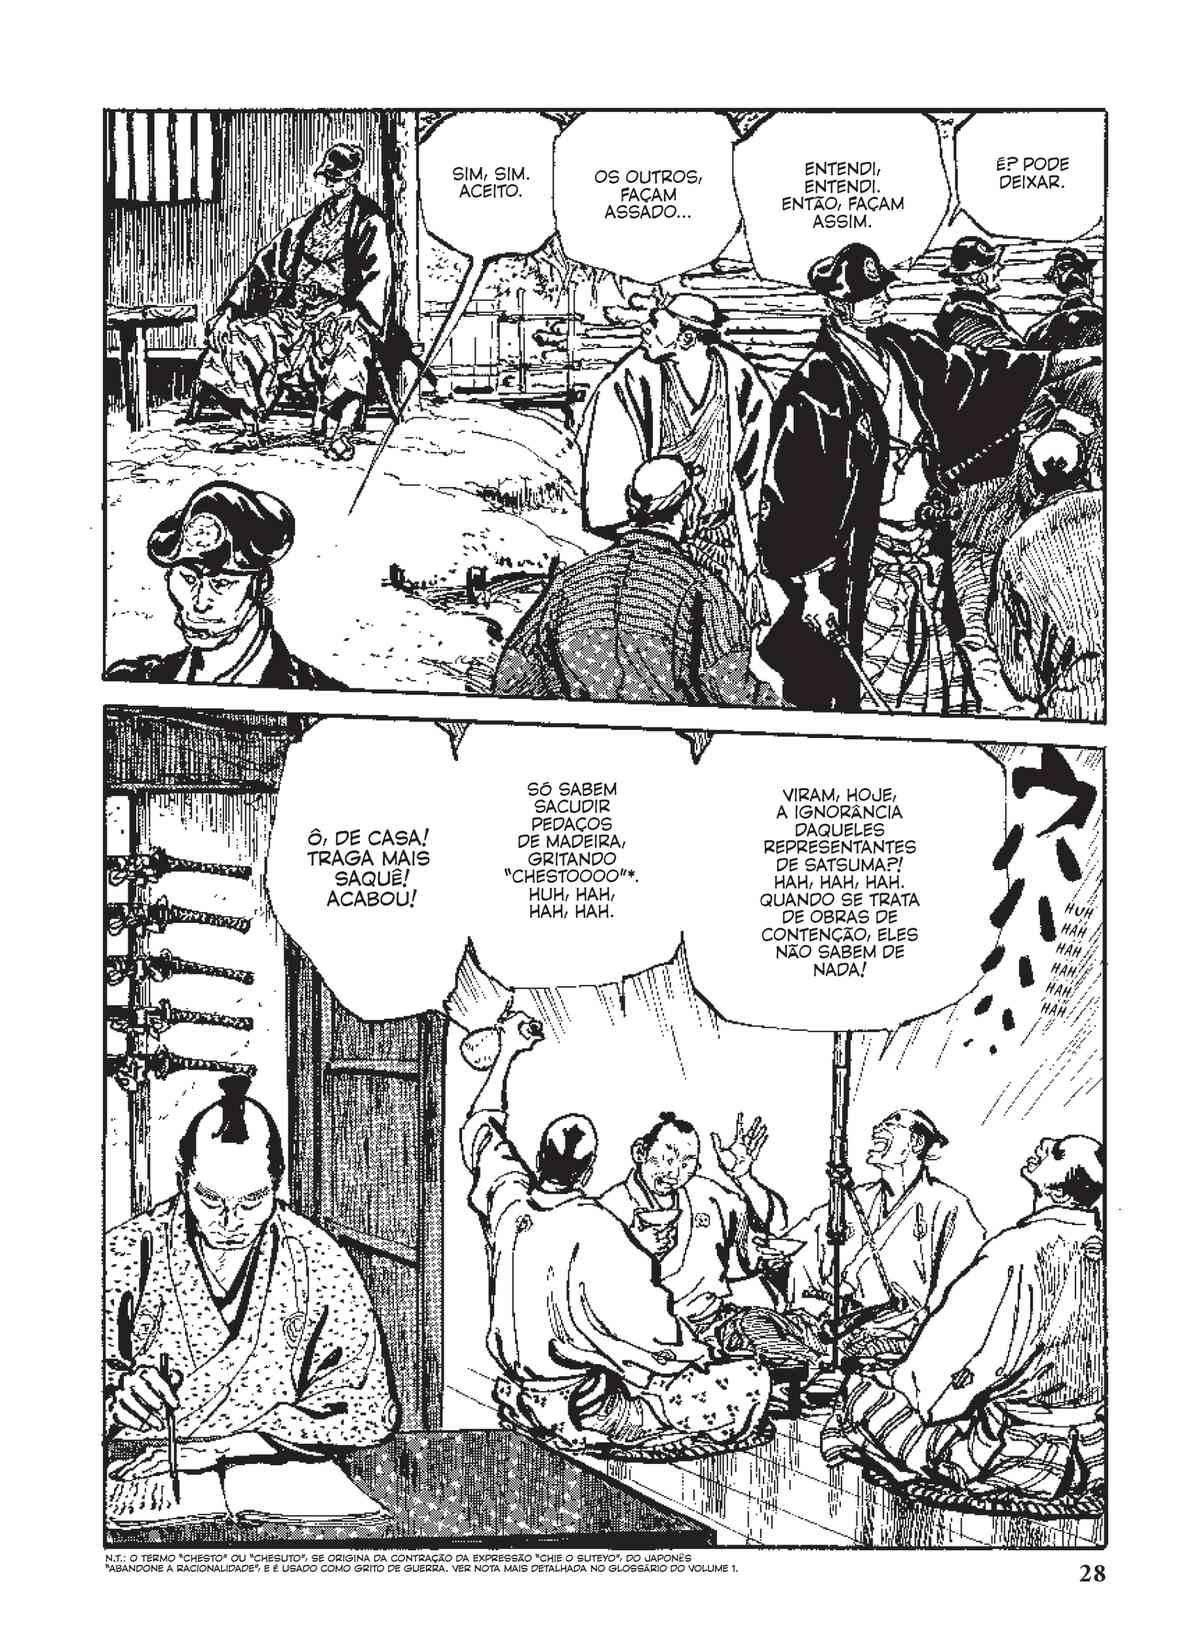 É? PODE
DEIXAR.
ENTENDI,
ENTENDI.
ENTÃO, FAÇAM
ASSIM.
OS OUTROS,
FAÇAM
ASSADO...
SIM, SIM.
ACEITO.
VIRAM, HOJE,
A IGNORÂNCIA
DAQUELES
REPRESENTANTES
DE SATSUMA?!
HAH, HAH, HAH.
QUANDO SE TRATA
DE OBRAS DE
CONTENÇÃO, ELES
NÃO SABEM DE
NADA!
HUH
HAH
HAH
HAH
HAH
HAH
SÓ SABEM
SACUDIR
PEDAÇOS
DE MADEIRA,
GRITANDO
"CHESTOOOO"*.
HUH, HAH,
HAH, HAH.
Ô, DE CASA!
TRAGA MAIS
SAQUÊ!
ACABOU!
N.T.: O TERMO "CHESTO" OU "CHESUTO", SE ORIGINA DA CONTRAÇÃO DA EXPRESSÃO "CHIE O SUTEYO", DO JAPONÊS
"ABANDONE A RACIONALIDADE", E É USADO COMO GRITO DE GUERRA. VER NOTA MAIS DETALHADA NO GLOSSÁRIO DO VOLUME 1.
28